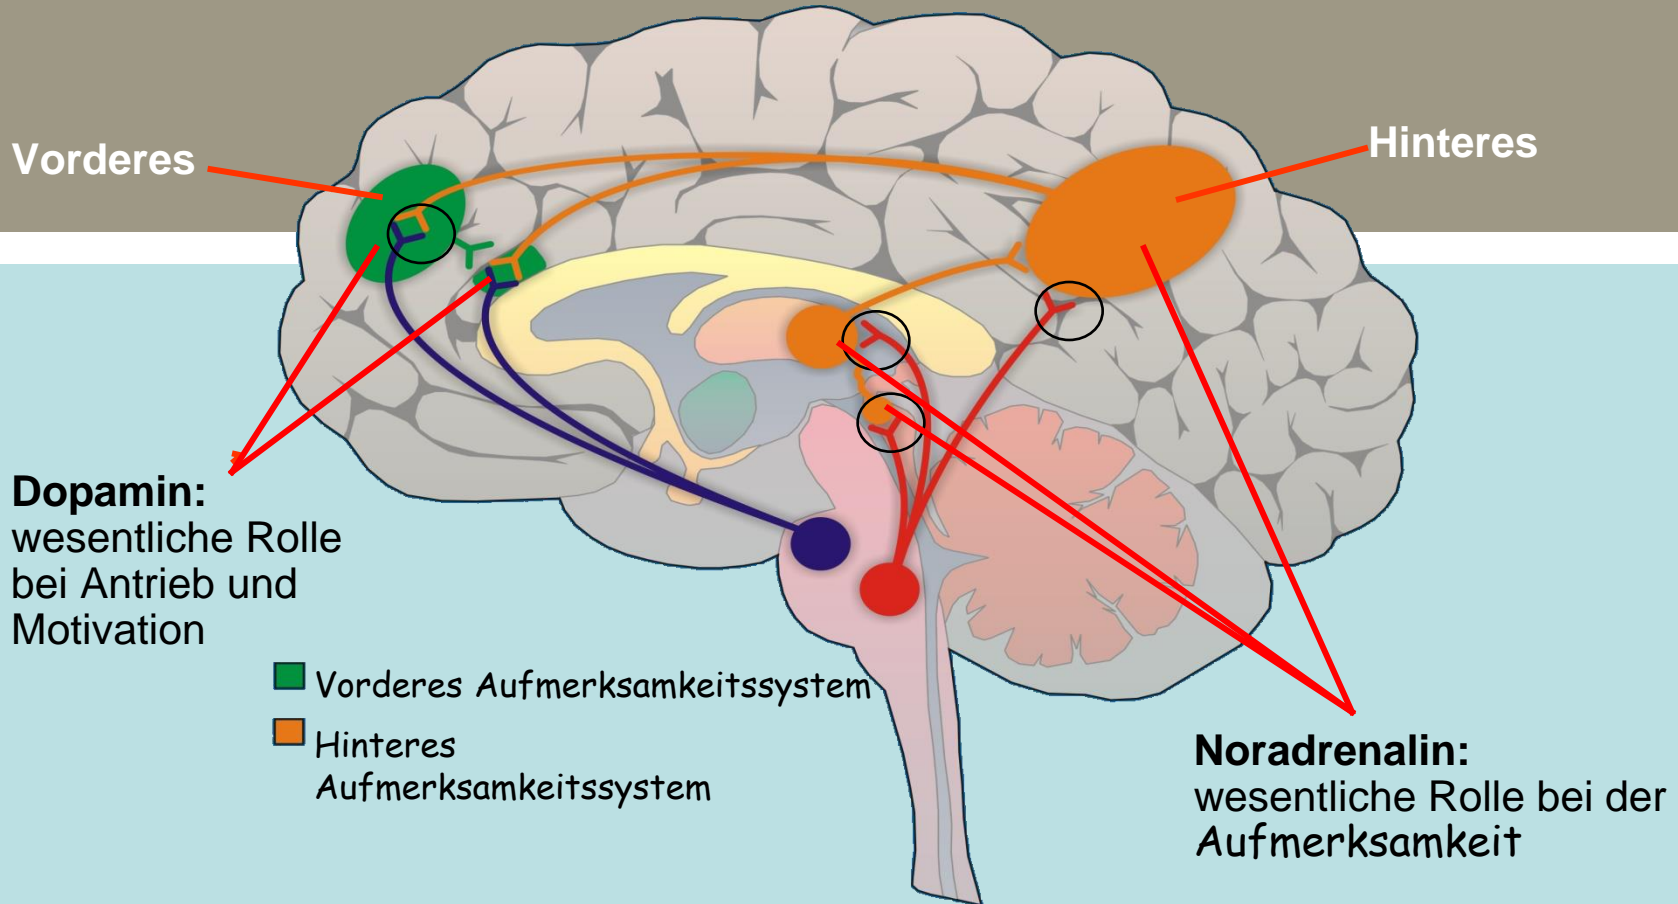 Vorderes
Hinteres
Dopamin:
wesentliche Rolle
bei Antrieb und
Motivation
Vorderes Aufmerksamkeitssystem
Hinteres
Aufmerksamkeitssystem
Noradrenalin:
wesentliche Rolle bei der
Aufmerksamkeit